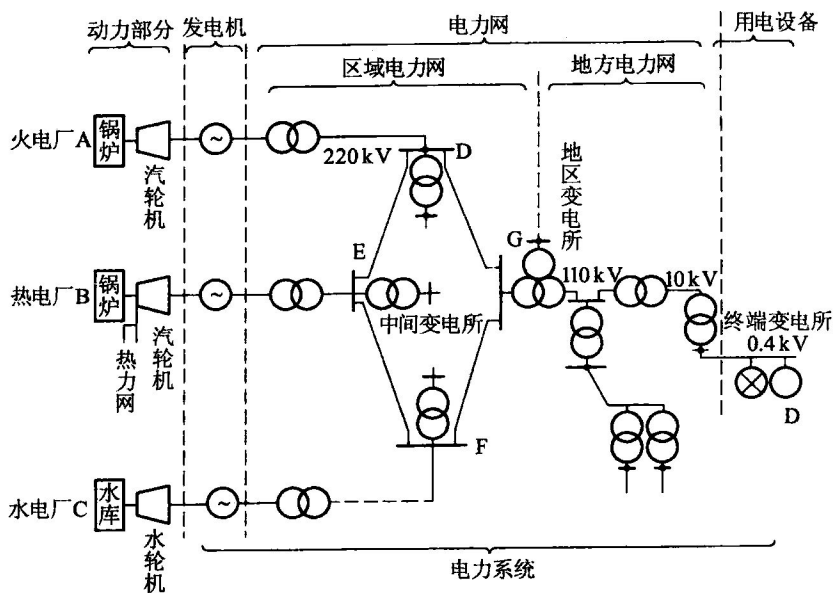 动力部分
发电机
电力网
用电设备
区域电力网
地方电力网
火电厂A
锅炉
汽轮机
~
220kV
D
地区变电所
E
G
热电厂B
锅炉
汽轮机
热力网
~
中间变电所
110kV
10kV
终端变电所
0.4kV
D
F
水电厂C
水库
水轮机
~
电力系统